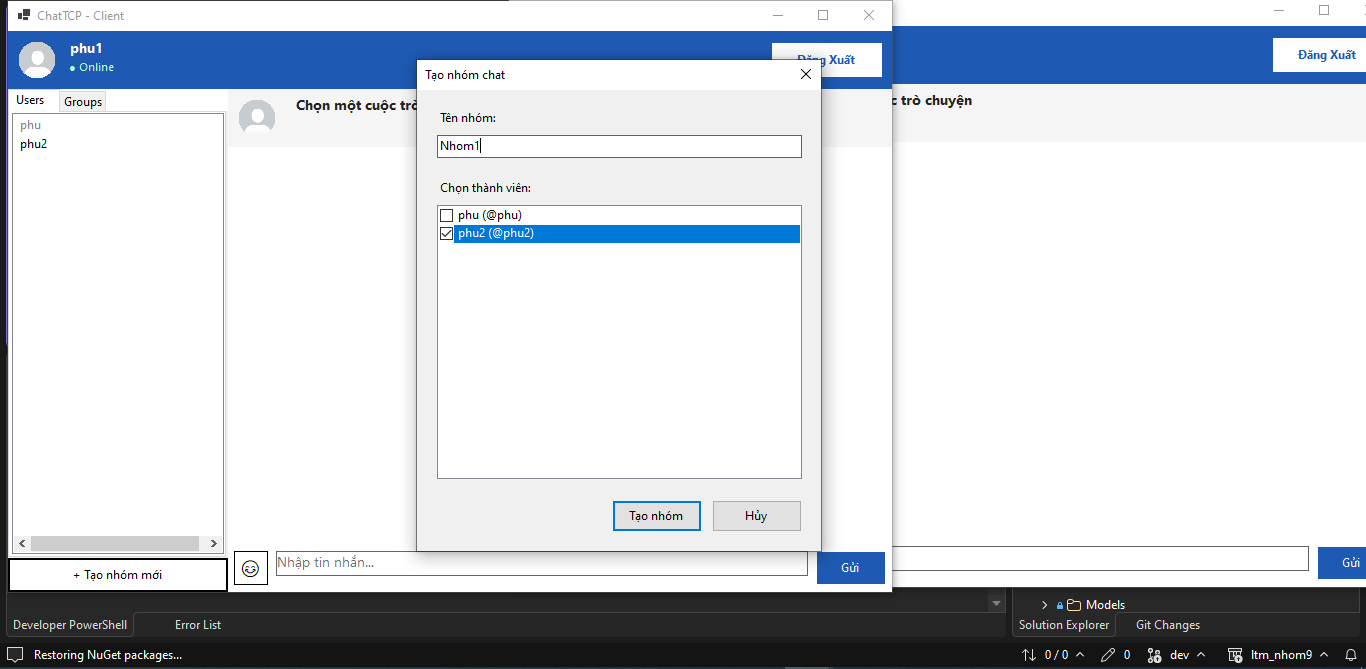 ChatTCP - Client
phu1
Online
Đăng Xuất
Users
Groups
phu
phu2
Chọn một cuộc trò
Tạo nhóm chat
Tên nhóm:
Nhom1
Chọn thành viên:
phu (@phu)
phu2 (@phu2)
Tạo nhóm
Hủy
+ Tạo nhóm mới
Nhập tin nhắn...
Gửi
Đăng Xuất
trò chuyện
Gửi
Models
Developer PowerShell
Error List
Solution Explorer
Git Changes
Restoring NuGet packages...
0 / 0
0
dev
ltm_nhom9